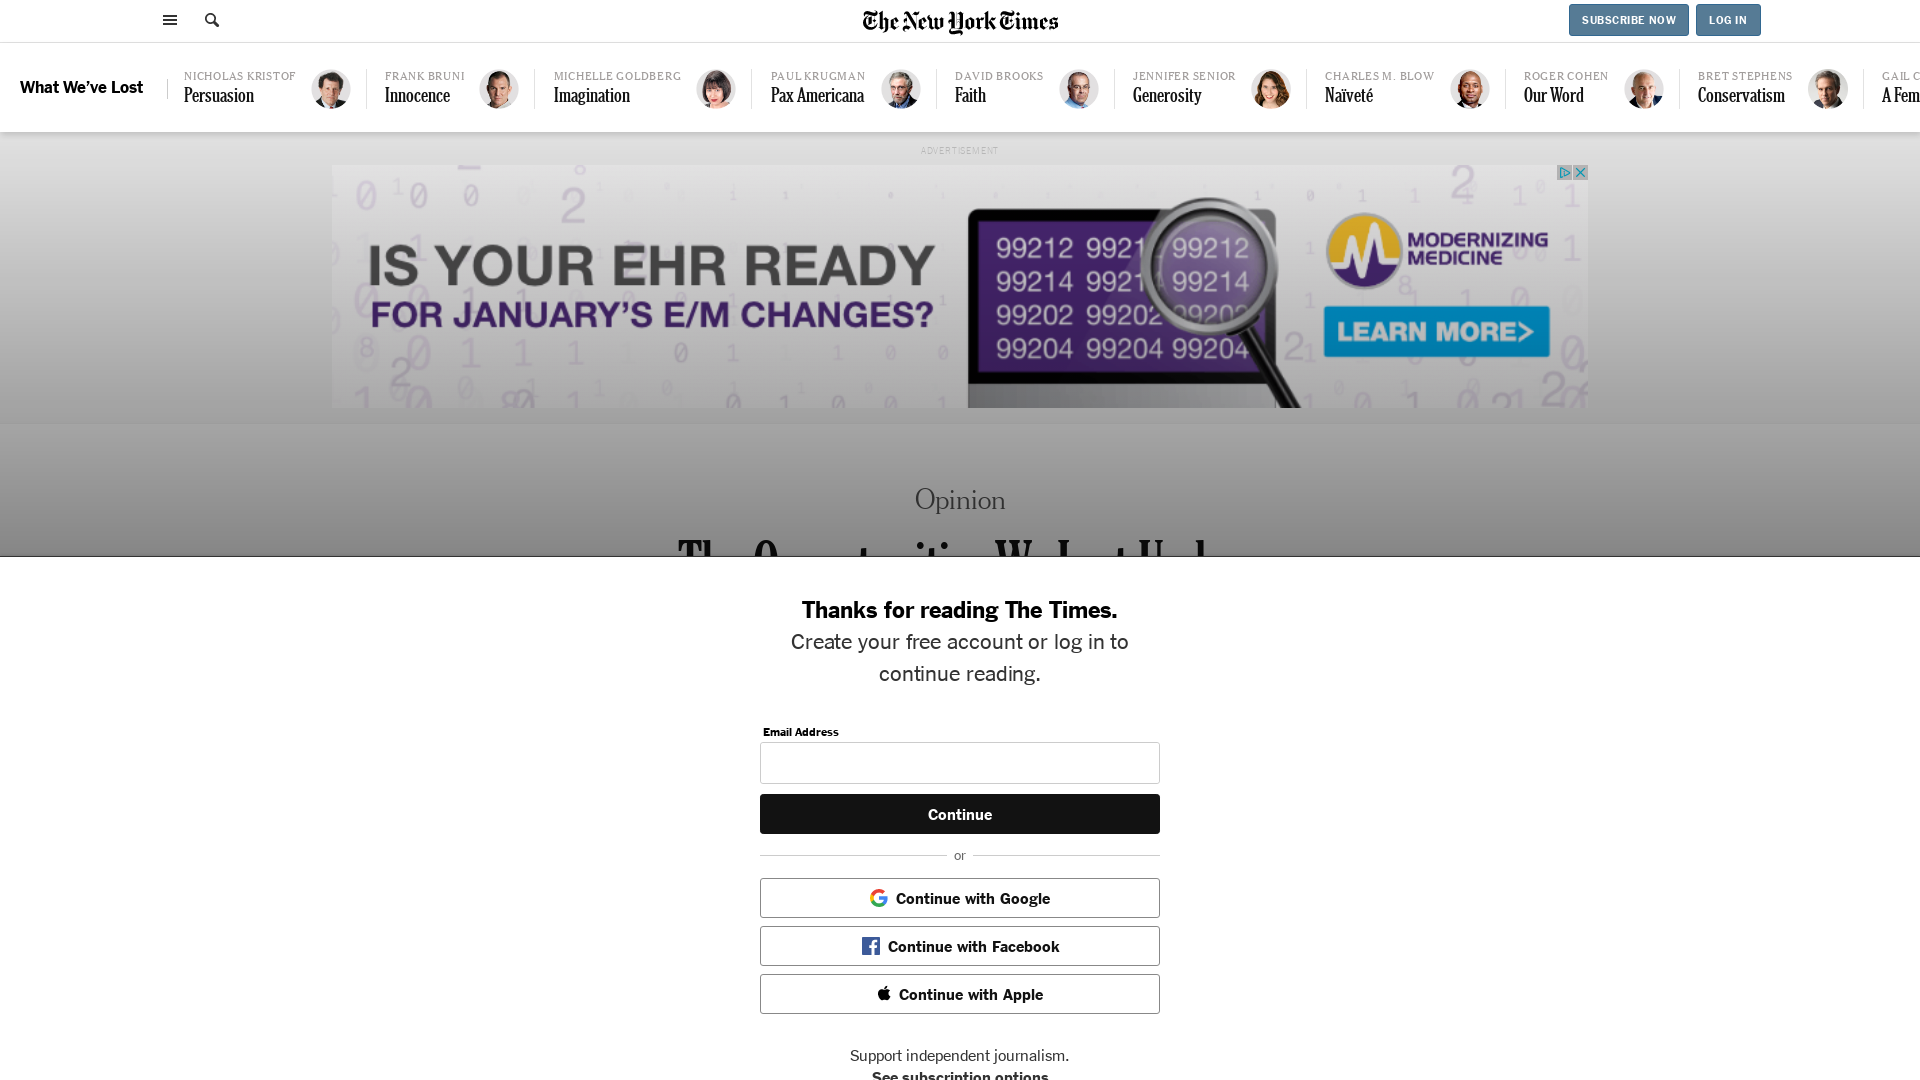 The New York Times
SUBSCRIBE NOW
LOG IN
What We've Lost
NICHOLAS KRISTOF
Persuasion
FRANK BRUNI
Innocence
MICHELLE GOLDBERG
Imagination
PAUL KRUGMAN
Pax Americana
DAVID BROOKS
Faith
JENNIFER SENIOR
Generosity
CHARLES M. BLOW
Naïveté
ROGER COHEN
Our Word
BRET STEPHENS
Conservatism
GAIL C
A Fem
ADVERTISEMENT
IS YOUR EHR READY
FOR JANUARY'S E/M CHANGES?
99212 9921 99212
99214 9921 99214
99202 99202 99202
99204 99204 99204
MODERNIZING
MEDICINE
LEARN MORE>
Opinion
Thanks for reading The Times.
Create your free account or log in to
continue reading.
Email Address
Continue
or
Continue with Google
Continue with Facebook
Continue with Apple
Support independent journalism.
See subscription options